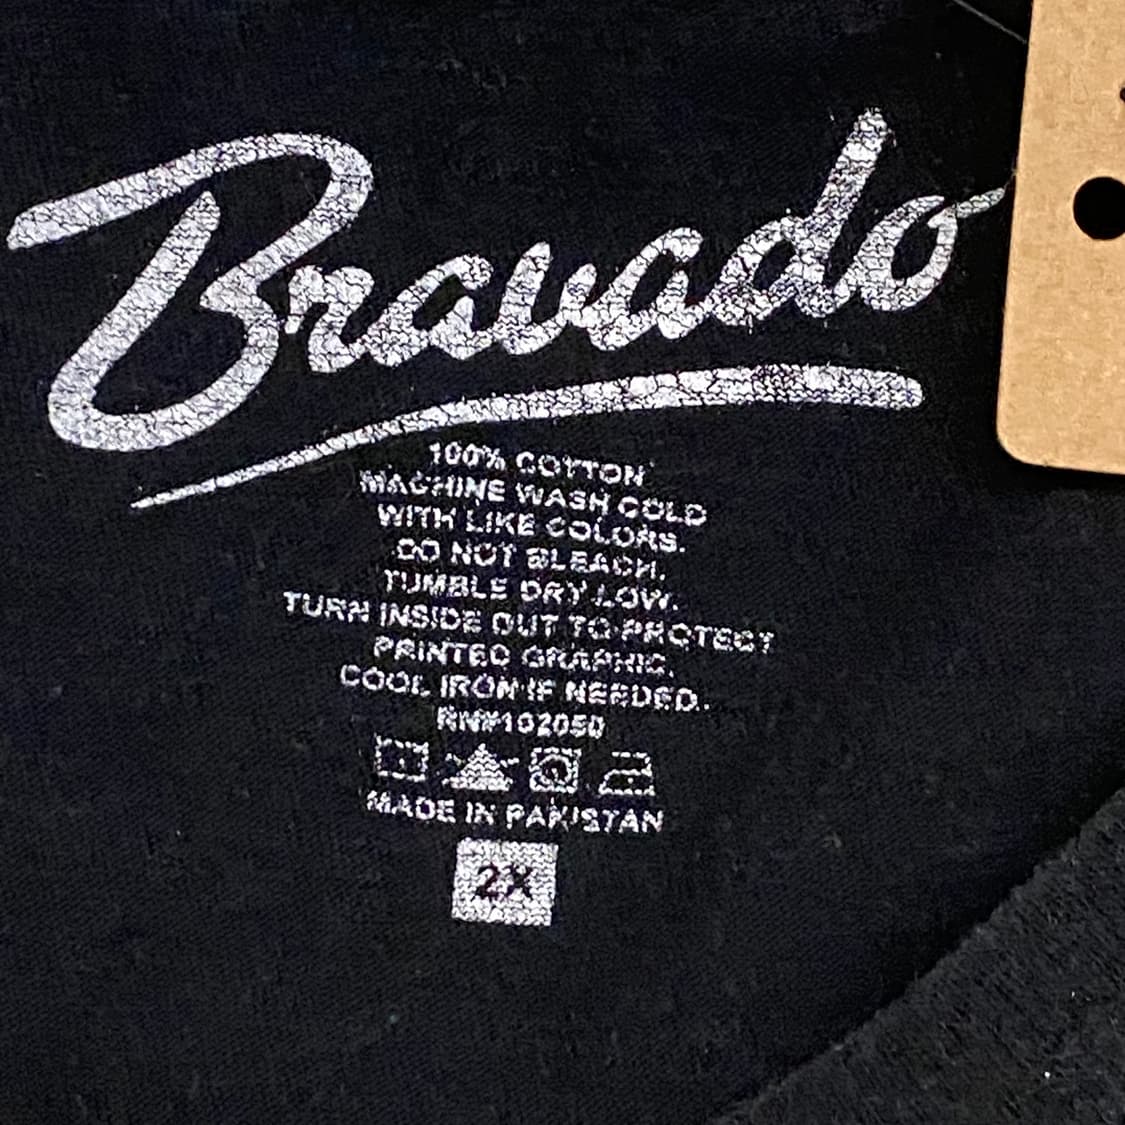 Bravado
100% COTTON
MACHINE WASH COLD
WITH LIKE COLORS.
DO NOT BLEACH.
TUMBLE DRY LOW.
TURN INSIDE OUT TO PROTECT
PRINTED GRAPHIC.
COOL IRON IF NEEDED.
RN#102050
MADE IN PAKISTAN
2X